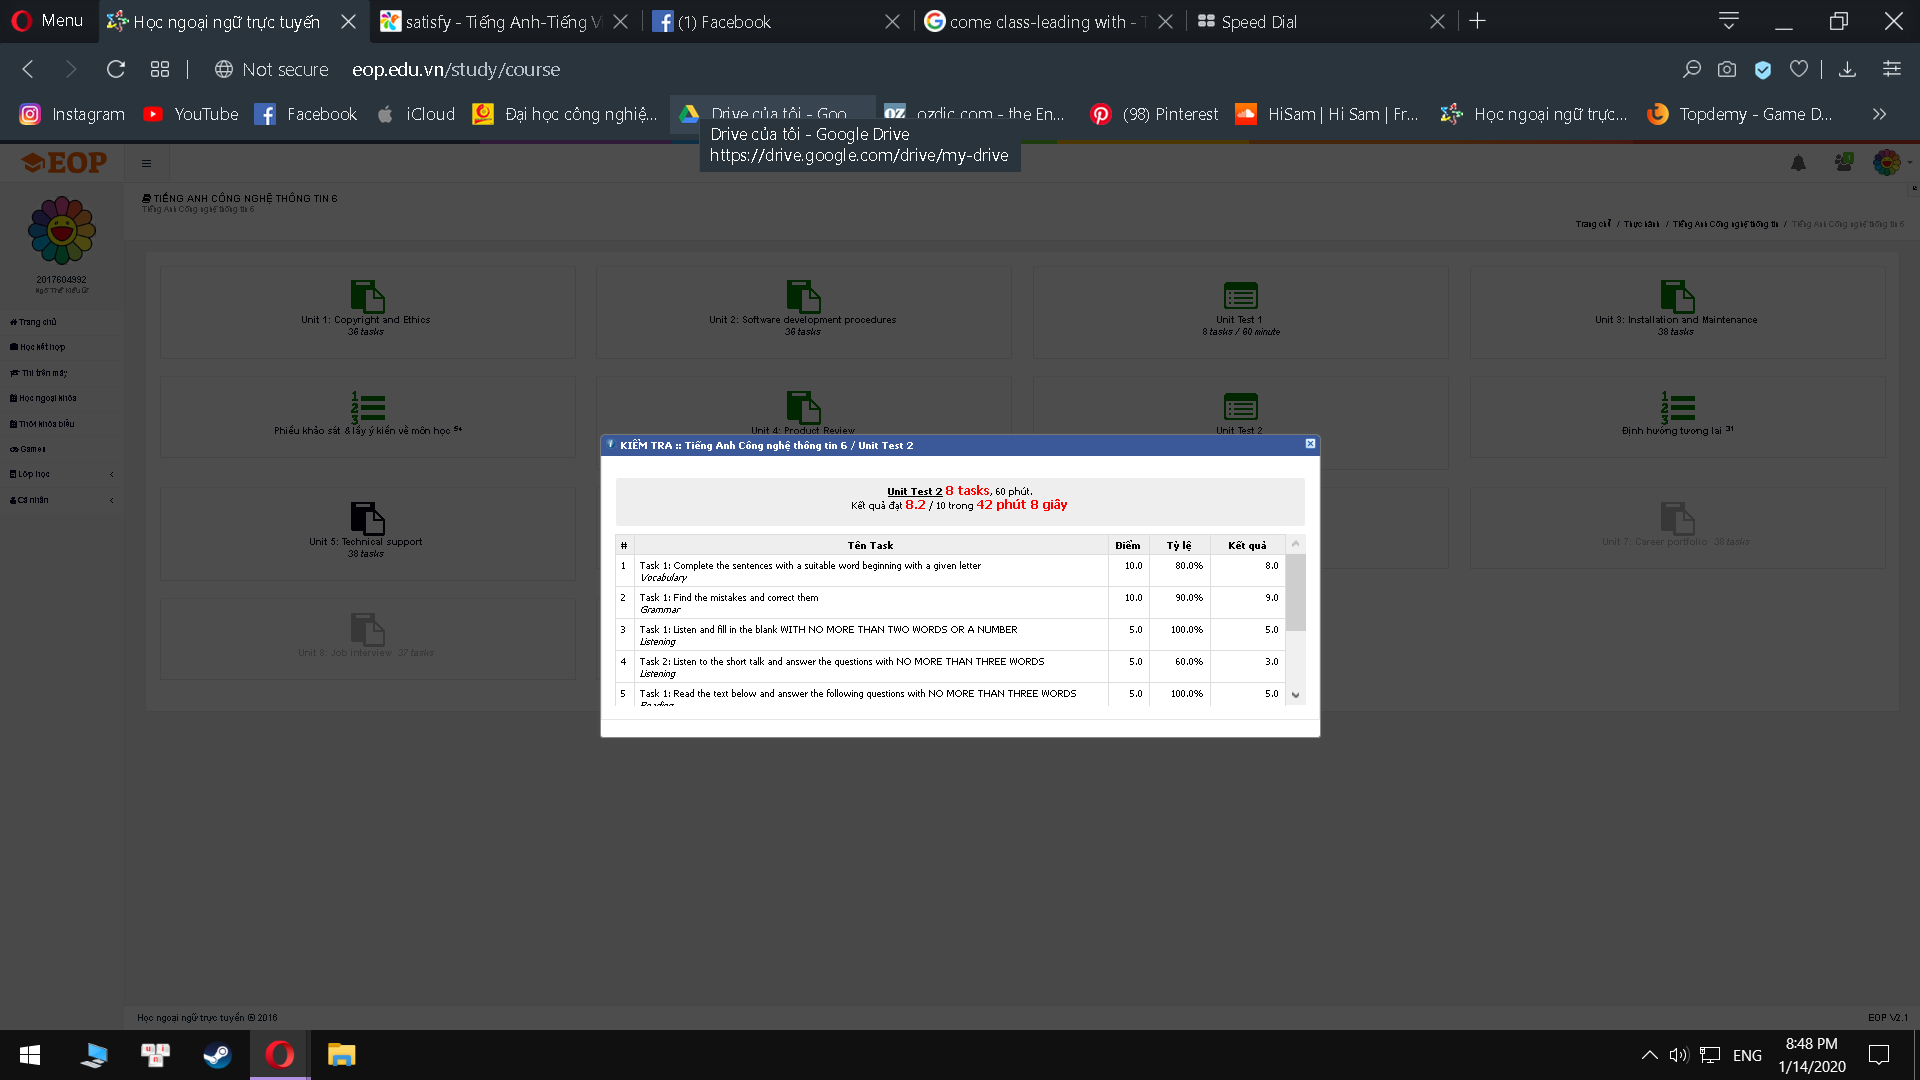 Menu
Học ngoại ngữ trực tuyến
satisfy - Tiếng Anh-Tiếng V
(1) Facebook
come class-leading with - T
Speed Dial
Not secure
eop.edu.vn/study/course
Instagram
YouTube
Facebook
iCloud
Đại học công nghiệ...
Drive của tôi - Goo...
ozdic.com - the En...
(98) Pinterest
HiSam | Hi Sam | Fr...
Học ngoại ngữ trực...
Topdemy - Game D...
Drive của tôi - Google Drive
https://drive.google.com/drive/my-drive
EOP
TIẾNG ANH CÔNG NGHỆ THÔNG TIN 6
Tiếng Anh Công nghệ thông tin 6
Trang chủ / Thực hành / Tiếng Anh Công nghệ thông tin / Tiếng Anh Công nghệ thông tin 6
2017604992
Trang chủ
Học kết hợp
Thi trên máy
Học ngoại khóa
Thời khóa biểu
Games
Lớp học
Cá nhân
Unit 1: Copyright and Ethics
36 tasks
Unit 2: Software development procedures
36 tasks
Unit Test 1
8 tasks / 60 minute
Unit 3: Installation and Maintenance
38 tasks
Phiếu khảo sát & lấy ý kiến về môn học 5+
Unit 4: Product Review
Unit Test 2
Định hướng tương lai 31
Unit 5: Technical support
38 tasks
Unit 7: Career portfolio 38 tasks
Unit 8: Job interview 37 tasks
KIỂM TRA :: Tiếng Anh Công nghệ thông tin 6 / Unit Test 2
Unit Test 2 8 tasks, 60 phút.
Kết quả đạt 8.2 / 10 trong 42 phút 8 giây
# Tên Task Điểm Tỷ lệ Kết quả
1 Task 1: Complete the sentences with a suitable word beginning with a given letter 10.0 80.0% 8.0
Vocabulary
2 Task 1: Find the mistakes and correct them 10.0 90.0% 9.0
Grammar
3 Task 1: Listen and fill in the blank WITH NO MORE THAN TWO WORDS OR A NUMBER 5.0 100.0% 5.0
Listening
4 Task 2: Listen to the short talk and answer the questions with NO MORE THAN THREE WORDS 5.0 60.0% 3.0
Listening
5 Task 1: Read the text below and answer the following questions with NO MORE THAN THREE WORDS 5.0 100.0% 5.0
Reading
Học ngoại ngữ trực tuyến © 2016
EOP V2.1
ENG
8:48 PM
1/14/2020